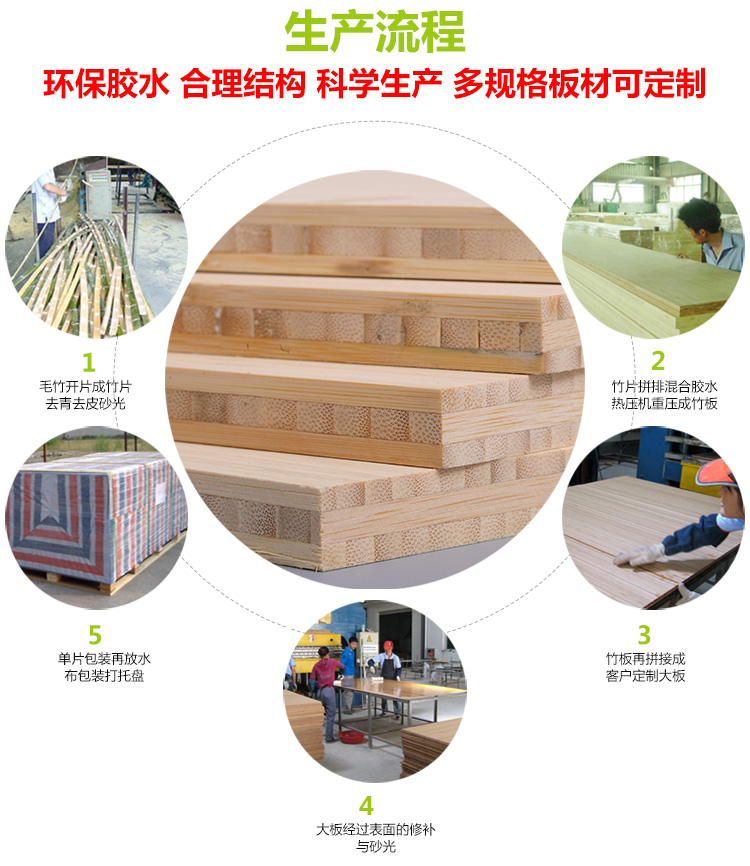 生产流程
环保胶水 合理结构 科学生产 多规格板材可定制
1
毛竹开片成竹片
去青去皮砂光
2
竹片拼排混合胶水
热压机重压成竹板
3
竹板再拼接成
客户定制大板
4
大板经过表面的修补
与砂光
5
单片包装再放水
布包装打托盘